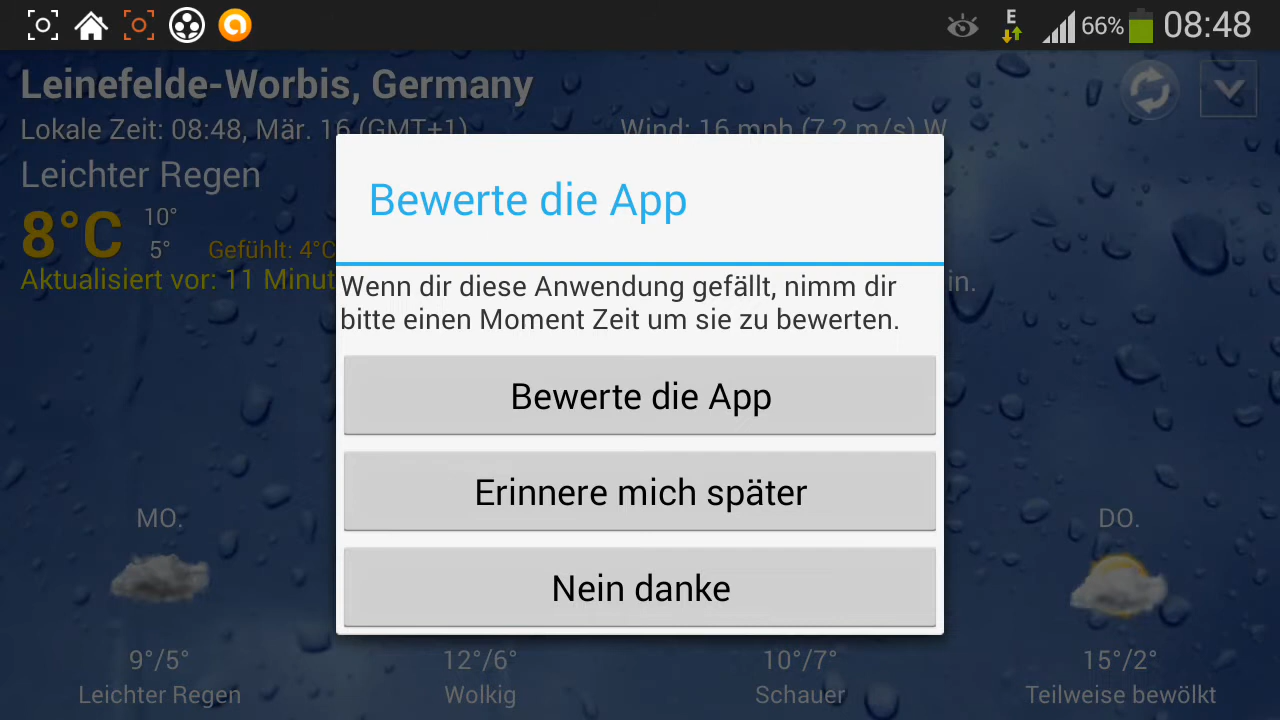 E 66% 08:48
Leinefelde-Worbis, Germany
Lokale Zeit: 08:48, Mär. 16 (GMT+1)
Wind: 16 mph (7.2 m/s) W
Leichter Regen
8°C 10° 5° Gefühlt: 4°C
Aktualisiert vor: 11 Minut
in.
Bewerte die App
Wenn dir diese Anwendung gefällt, nimm dir
bitte einen Moment Zeit um sie zu bewerten.
Bewerte die App
Erinnere mich später
Nein danke
MO.
DO.
9°/5° 12°/6° 10°/7° 15°/2°
Leichter Regen Wolkig Schauer Teilweise bewölkt